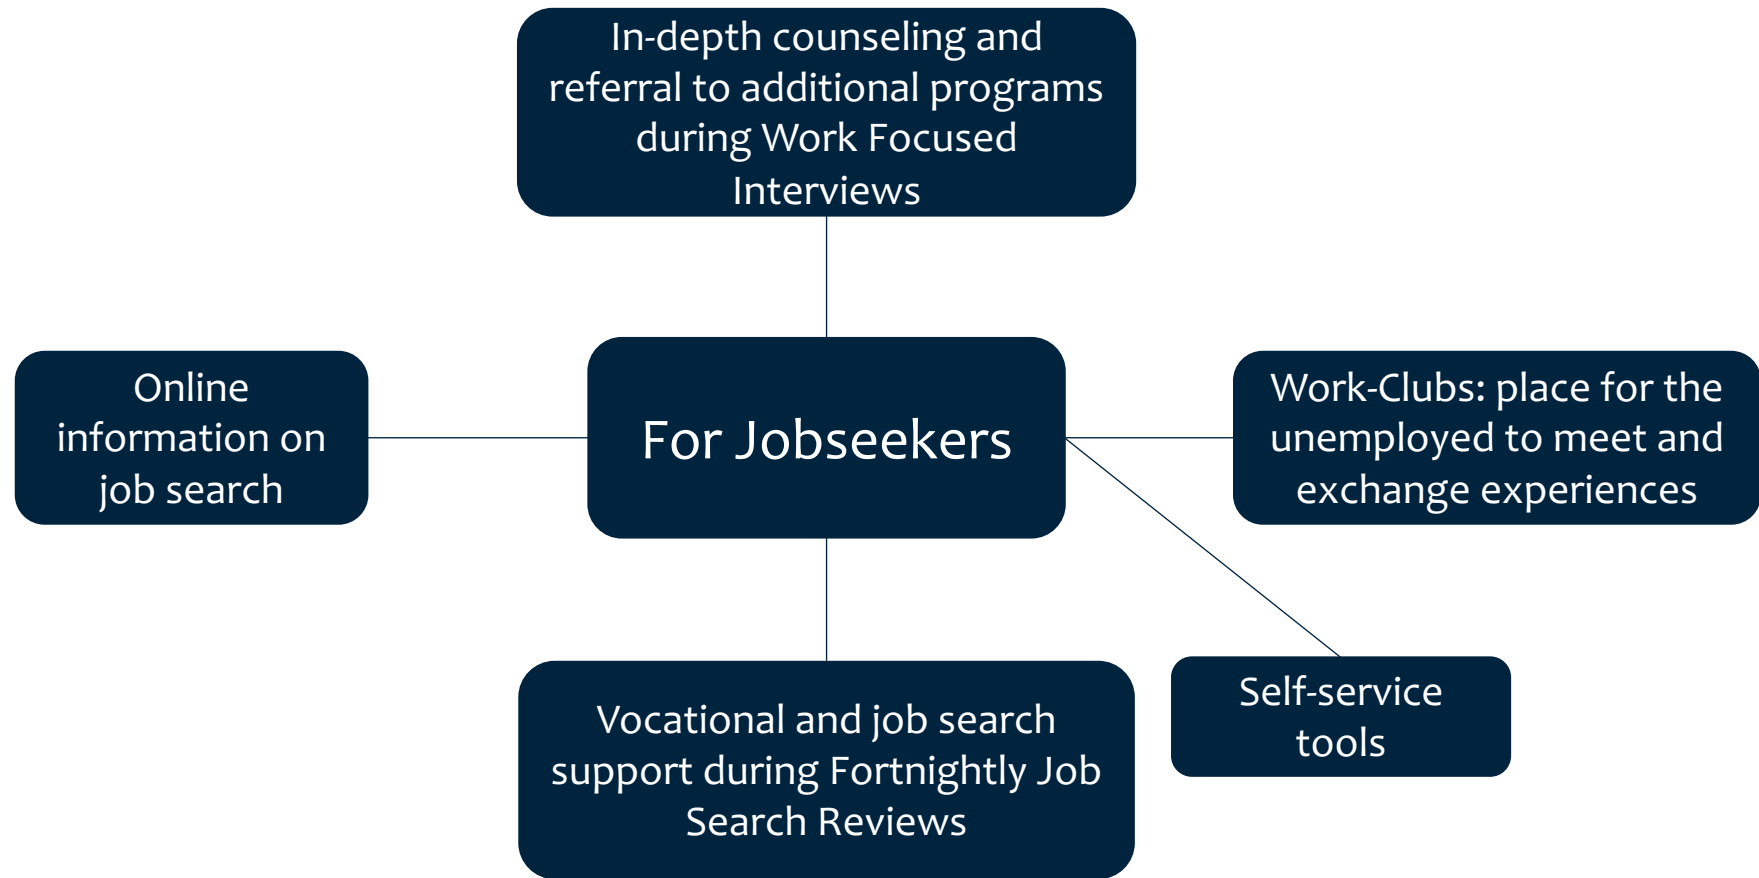 In-depth counseling and
referral to additional programs
during Work Focused
Interviews
Online
information on
job search
For Jobseekers
Work-Clubs: place for the
unemployed to meet and
exchange experiences
Vocational and job search
support during Fortnightly Job
Search Reviews
Self-service
tools